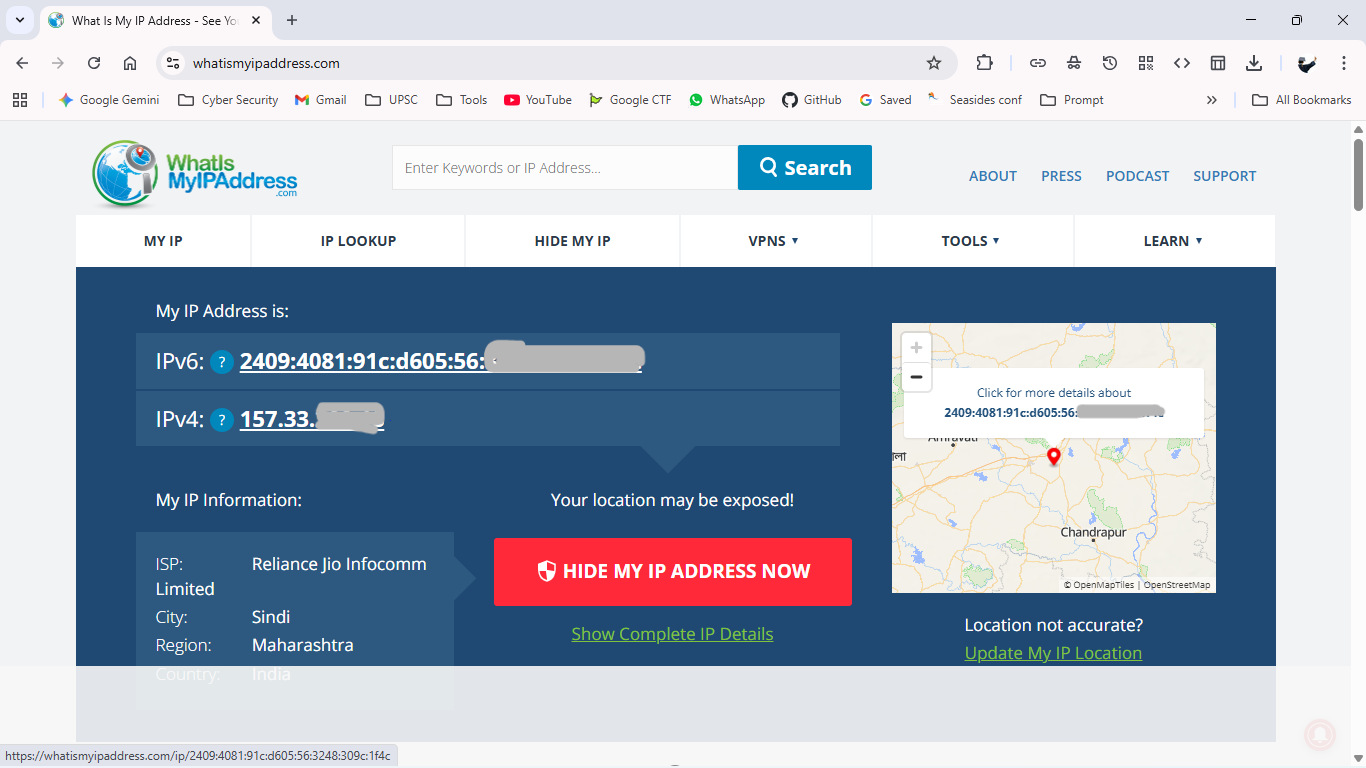 What Is My IP Address - See Yo
whatismyipaddress.com
Google Gemini Cyber Security Gmail UPSC Tools YouTube Google CTF WhatsApp GitHub Saved Seasides conf Prompt » All Bookmarks
WhatIs
MyIPAddress
.com
Enter Keywords or IP Address...
Search
ABOUT PRESS PODCAST SUPPORT
MY IP IP LOOKUP HIDE MY IP VPNS TOOLS LEARN
My IP Address is:
IPv6: ? 2409:4081:91c:d605:56:
IPv4: ? 157.33.
My IP Information:
ISP: Reliance Jio Infocomm
Limited
City: Sindi
Region: Maharashtra
Country: India
Your location may be exposed!
HIDE MY IP ADDRESS NOW
Show Complete IP Details
+
−
Click for more details about
2409:4081:91c:d605:56:
Amravati
ला
Chandrapur
© OpenMapTiles | OpenStreetMap
Location not accurate?
Update My IP Location
https://whatismyipaddress.com/ip/2409:4081:91c:d605:56:3248:309c:1f4c